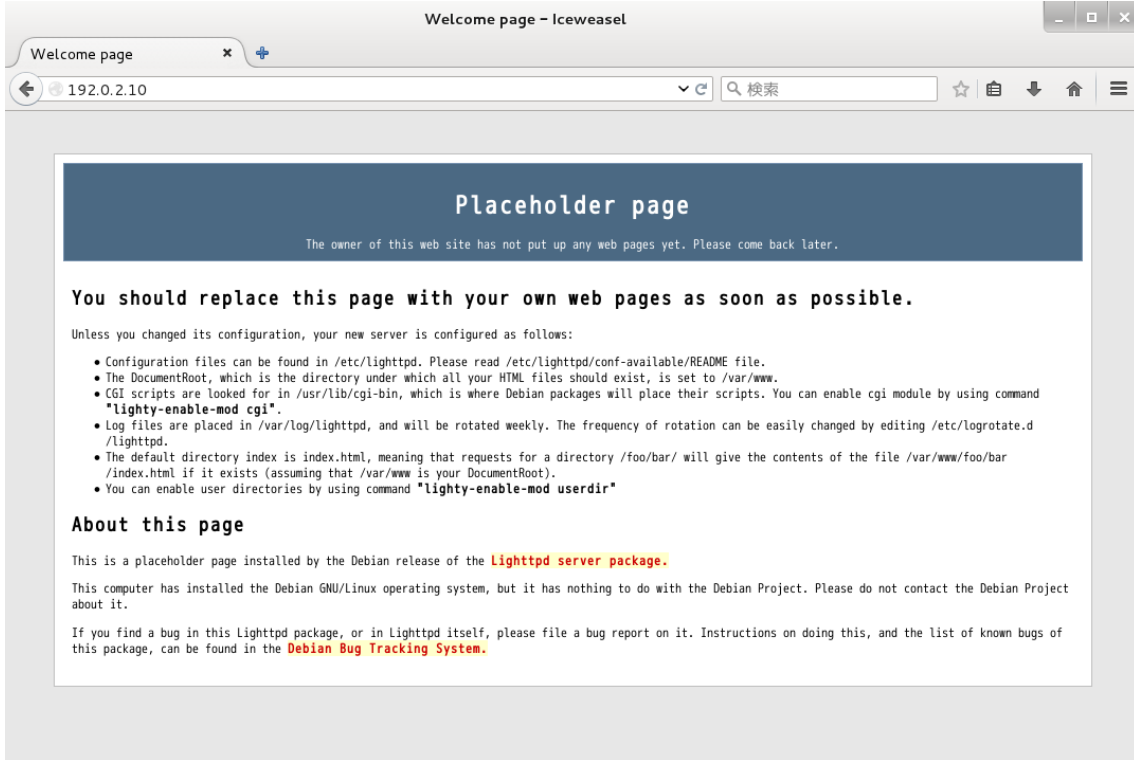 Welcome page - Iceweasel
Welcome page
192.0.2.10
検索
Placeholder page
The owner of this web site has not put up any web pages yet. Please come back later.
You should replace this page with your own web pages as soon as possible.
Unless you changed its configuration, your new server is configured as follows:
• Configuration files can be found in /etc/lighttpd. Please read /etc/lighttpd/conf-available/README file.
• The DocumentRoot, which is the directory under which all your HTML files should exist, is set to /var/www.
• CGI scripts are looked for in /usr/lib/cgi-bin, which is where Debian packages will place their scripts. You can enable cgi module by using command
"lighty-enable-mod cgi".
• Log files are placed in /var/log/lighttpd, and will be rotated weekly. The frequency of rotation can be easily changed by editing /etc/logrotate.d
/lighttpd.
• The default directory index is index.html, meaning that requests for a directory /foo/bar/ will give the contents of the file /var/www/foo/bar
/index.html if it exists (assuming that /var/www is your DocumentRoot).
• You can enable user directories by using command "lighty-enable-mod userdir"
About this page
This is a placeholder page installed by the Debian release of the Lighttpd server package.
This computer has installed the Debian GNU/Linux operating system, but it has nothing to do with the Debian Project. Please do not contact the Debian Project
about it.
If you find a bug in this Lighttpd package, or in Lighttpd itself, please file a bug report on it. Instructions on doing this, and the list of known bugs of
this package, can be found in the Debian Bug Tracking System.